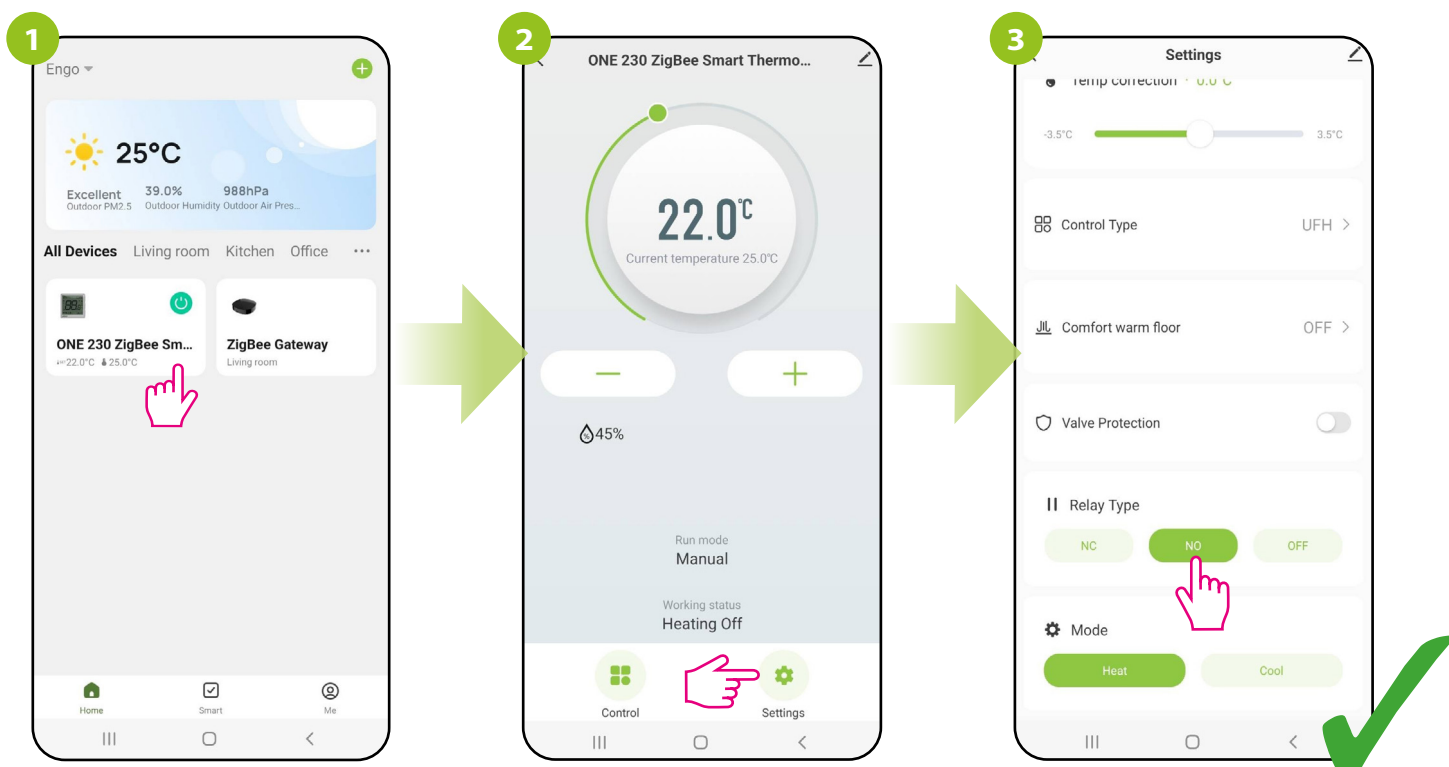 1
Engo
25°C
Excellent 39.0% 988hPa
Outdoor PM2.5 Outdoor Humidity Outdoor Air Pres...
All Devices Living room Kitchen Office ...
ONE 230 ZigBee Sm...
22.0°C 25.0°C
ZigBee Gateway
Living room
Home Smart Me
2
ONE 230 ZigBee Smart Thermo...
22.0°C
Current temperature 25.0°C
45%
Run mode
Manual
Working status
Heating Off
Control Settings
3
Settings
Temp correction 0.0°C
-3.5°C 3.5°C
Control Type UFH >
Comfort warm floor OFF >
Valve Protection
Relay Type
NC NO OFF
Mode
Heat Cool